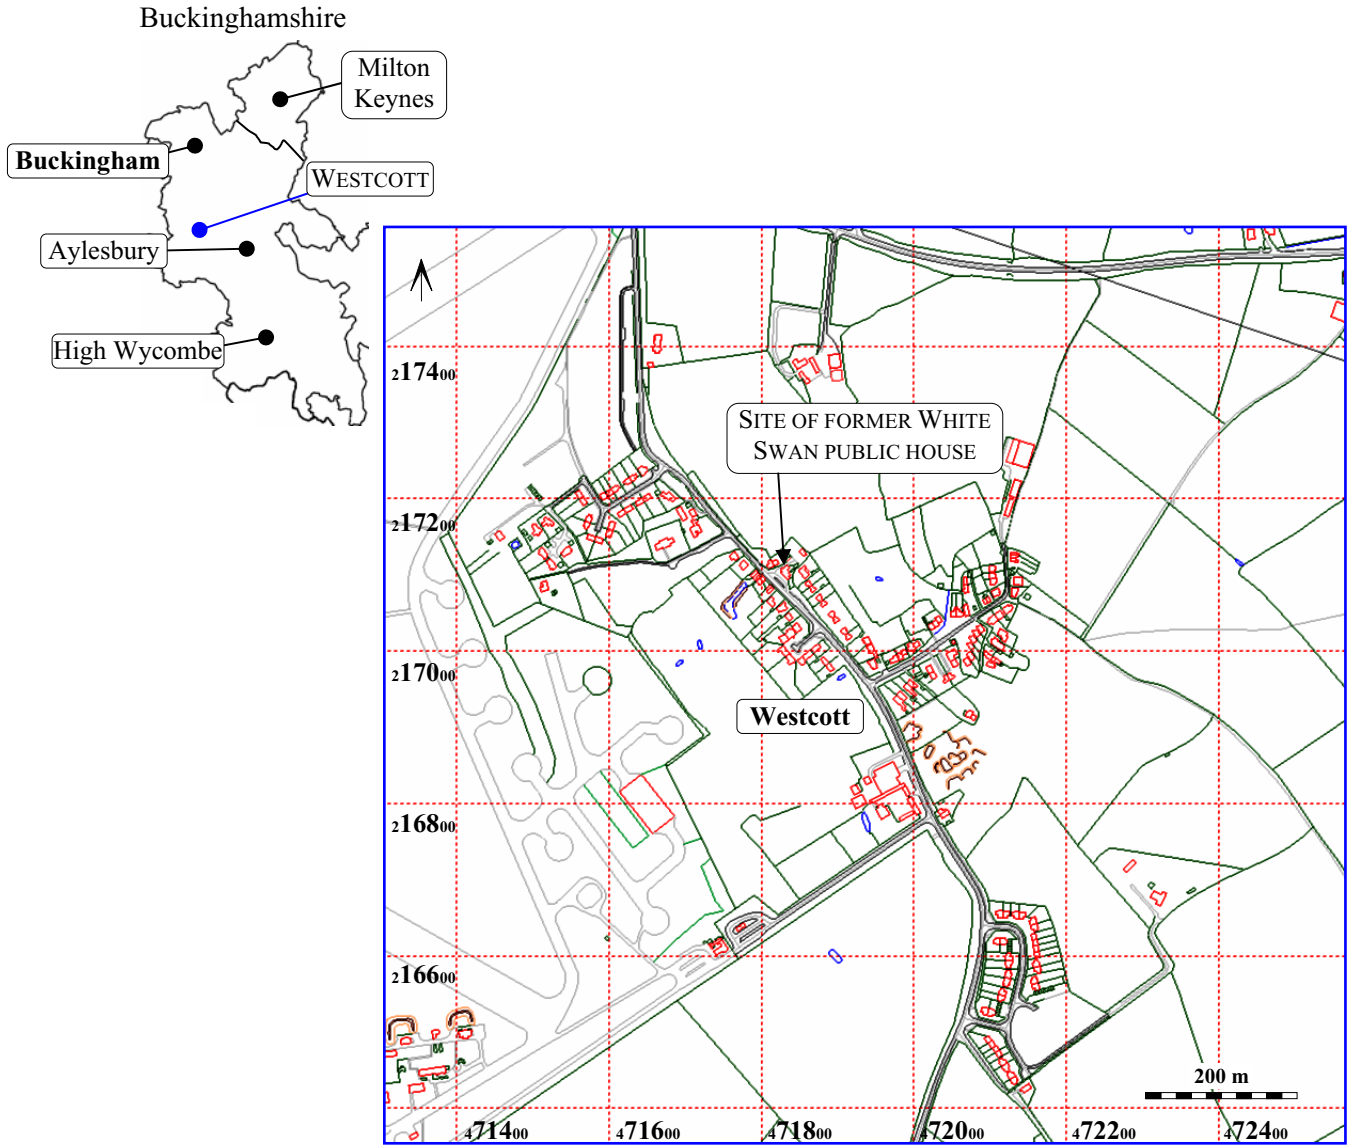 Buckinghamshire
Milton
Keynes
Buckingham
WESTCOTT
Aylesbury
High Wycombe
217400
SITE OF FORMER WHITE
SWAN PUBLIC HOUSE
217200
217000
Westcott
216800
216600
200 m
471400
471600
471800
472000
472200
472400